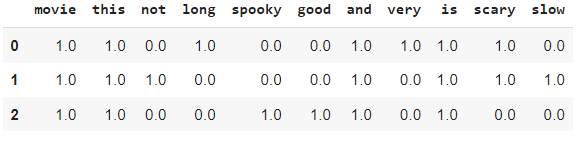 movie this not long spooky good and very is scary slow
0 1.0 1.0 0.0 1.0 0.0 0.0 1.0 1.0 1.0 1.0 0.0
1 1.0 1.0 1.0 0.0 0.0 0.0 1.0 0.0 1.0 1.0 1.0
2 1.0 1.0 0.0 0.0 1.0 1.0 1.0 0.0 1.0 0.0 0.0